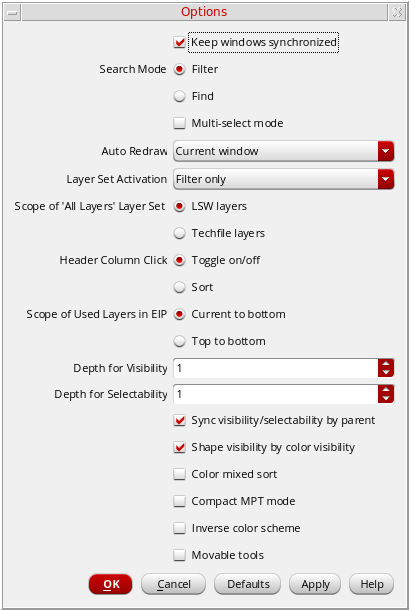 Options
Keep windows synchronized
Search Mode Filter
Find
Multi-select mode
Auto Redraw Current window
Layer Set Activation Filter only
Scope of 'All Layers' Layer Set LSW layers
Techfile layers
Header Column Click Toggle on/off
Sort
Scope of Used Layers in EIP Current to bottom
Top to bottom
Depth for Visibility 1
Depth for Selectability 1
Sync visibility/selectability by parent
Shape visibility by color visibility
Color mixed sort
Compact MPT mode
Inverse color scheme
Movable tools
OK Cancel Defaults Apply Help